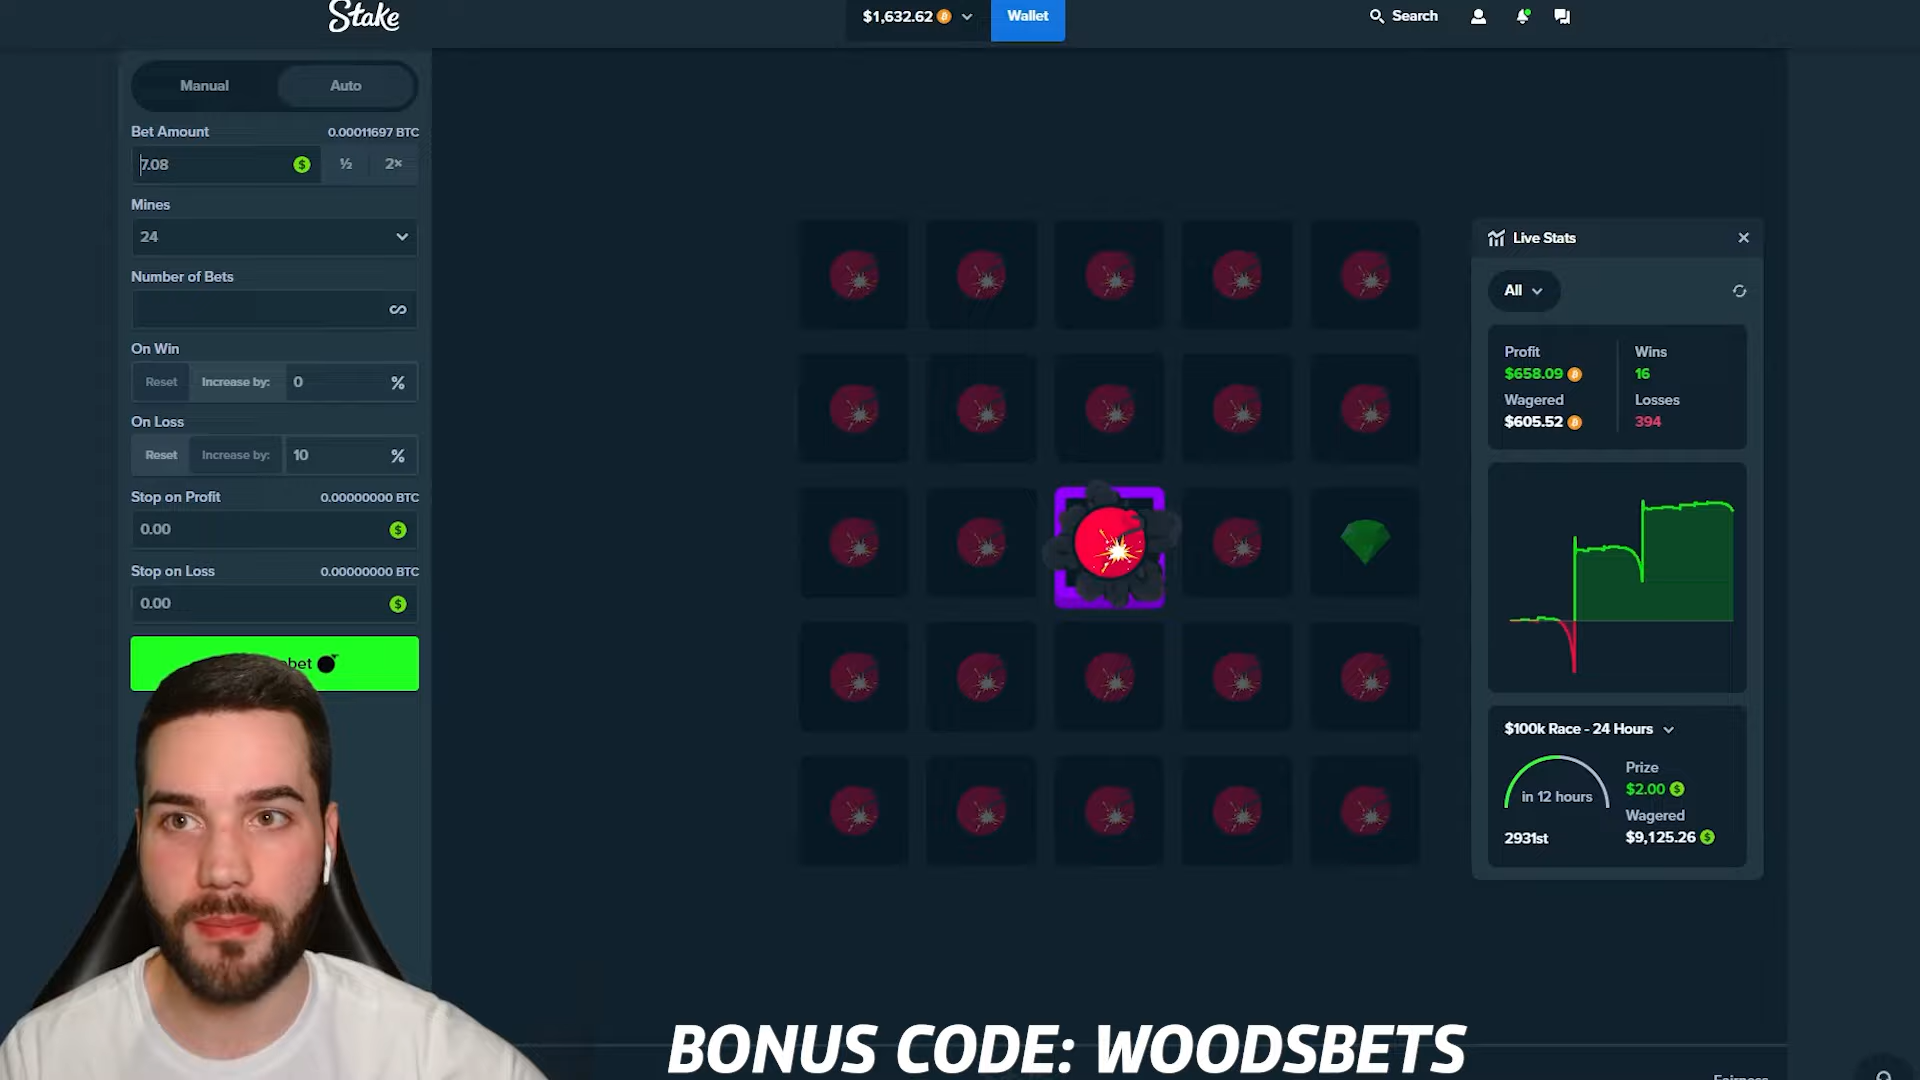 Stake
$1,632.62
Wallet
Search
Manual
Auto
Bet Amount
0.00011697 BTC
7.08
½
2×
Mines
24
Number of Bets
∞
On Win
Reset
Increase by:
0
%
On Loss
Reset
Increase by:
10
%
Stop on Profit
0.00000000 BTC
0.00
Stop on Loss
0.00000000 BTC
0.00
bet
Live Stats
All
Profit
Wins
$658.09
16
Wagered
Losses
$605.52
394
$100k Race - 24 Hours
in 12 hours
Prize
$2.00
Wagered
2931st
$9,125.26
BONUS CODE: WOODSBETS
Fairness